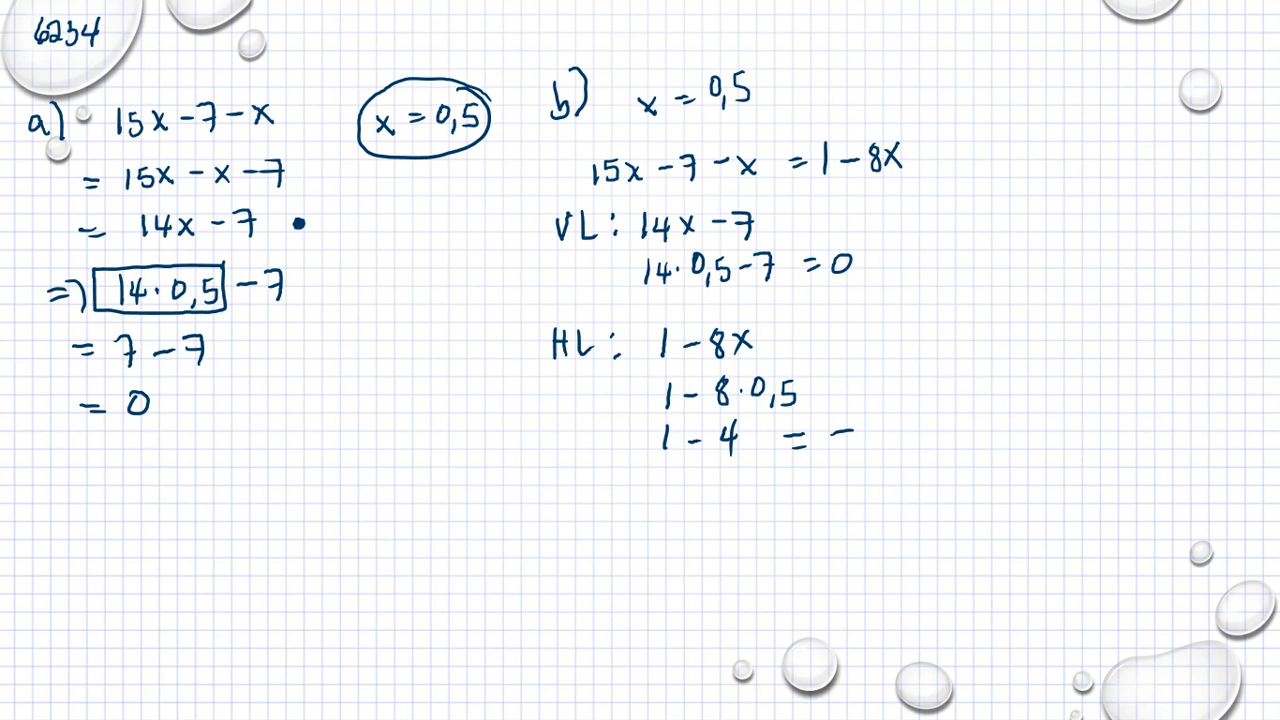 6234
a) 15x - 7 - x
= 15x - x - 7
= 14x - 7 •
=> 14 · 0,5 - 7
= 7 - 7
= 0
x = 0,5
b) x = 0,5
15x - 7 - x = 1 - 8x
VL: 14x - 7
14 · 0,5 - 7 = 0
HL: 1 - 8x
1 - 8 · 0,5
1 - 4 = -